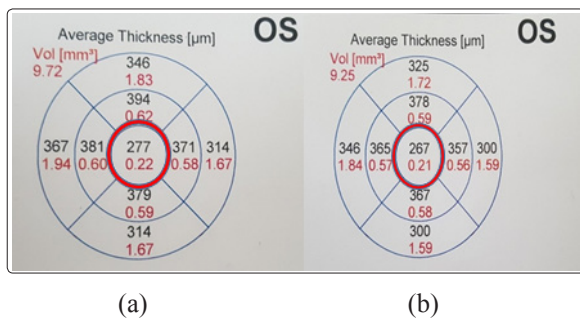 Average Thickness [µm]
OS
Vol [mm³]
9.72
346
1.83
394
0.62
367 381 277 371 314
1.94 0.60 0.22 0.58 1.67
379
0.59
314
1.67
(a)
Average Thickness [µm]
OS
Vol [mm³]
9.25
325
1.72
378
0.59
346 365 267 357 300
1.84 0.57 0.21 0.56 1.59
367
0.58
300
1.59
(b)